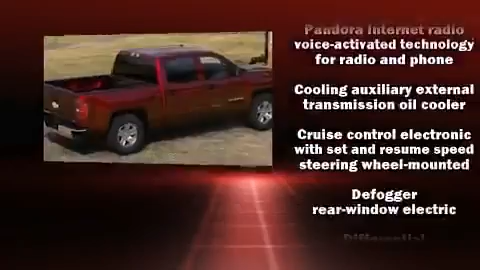 Pandora Internet radio
voice-activated technology
for radio and phone
Cooling auxiliary external
transmission oil cooler
Cruise control electronic
with set and resume speed
steering wheel-mounted
Defogger
rear-window electric
Differential